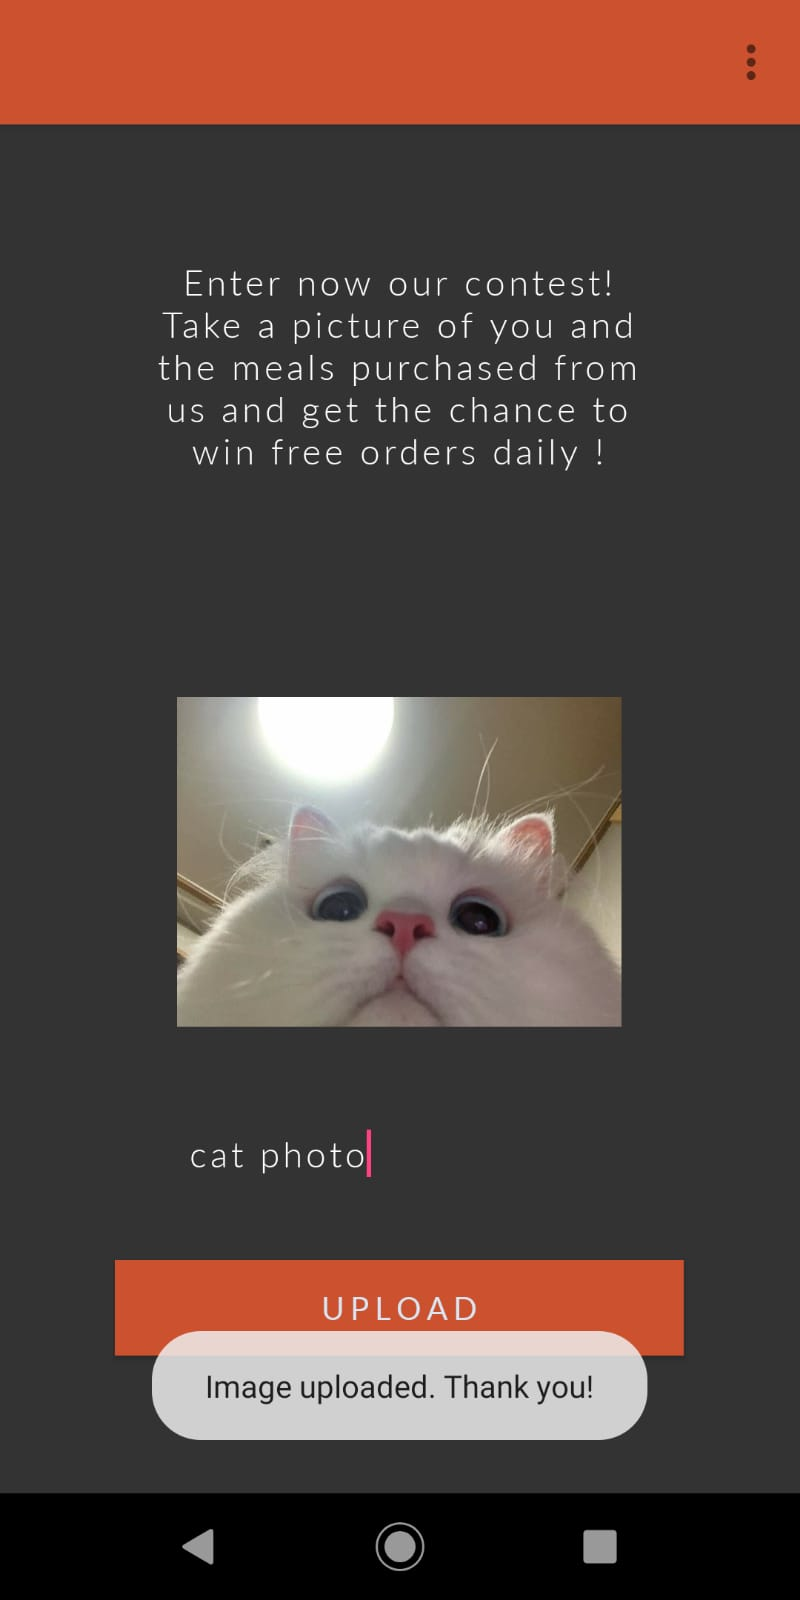 Enter now our contest!
Take a picture of you and
the meals purchased from
us and get the chance to
win free orders daily !
cat photo
UPLOAD
Image uploaded. Thank you!